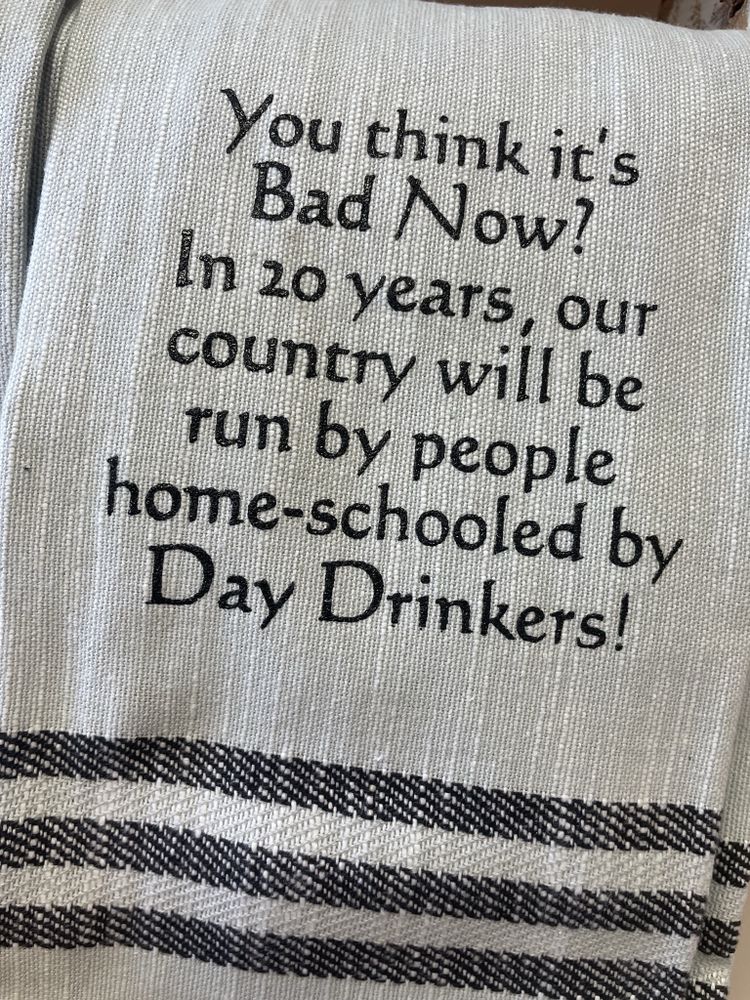 You think it's
Bad Now?
In 20 years, our
country will be
run by people
home-schooled by
Day Drinkers!